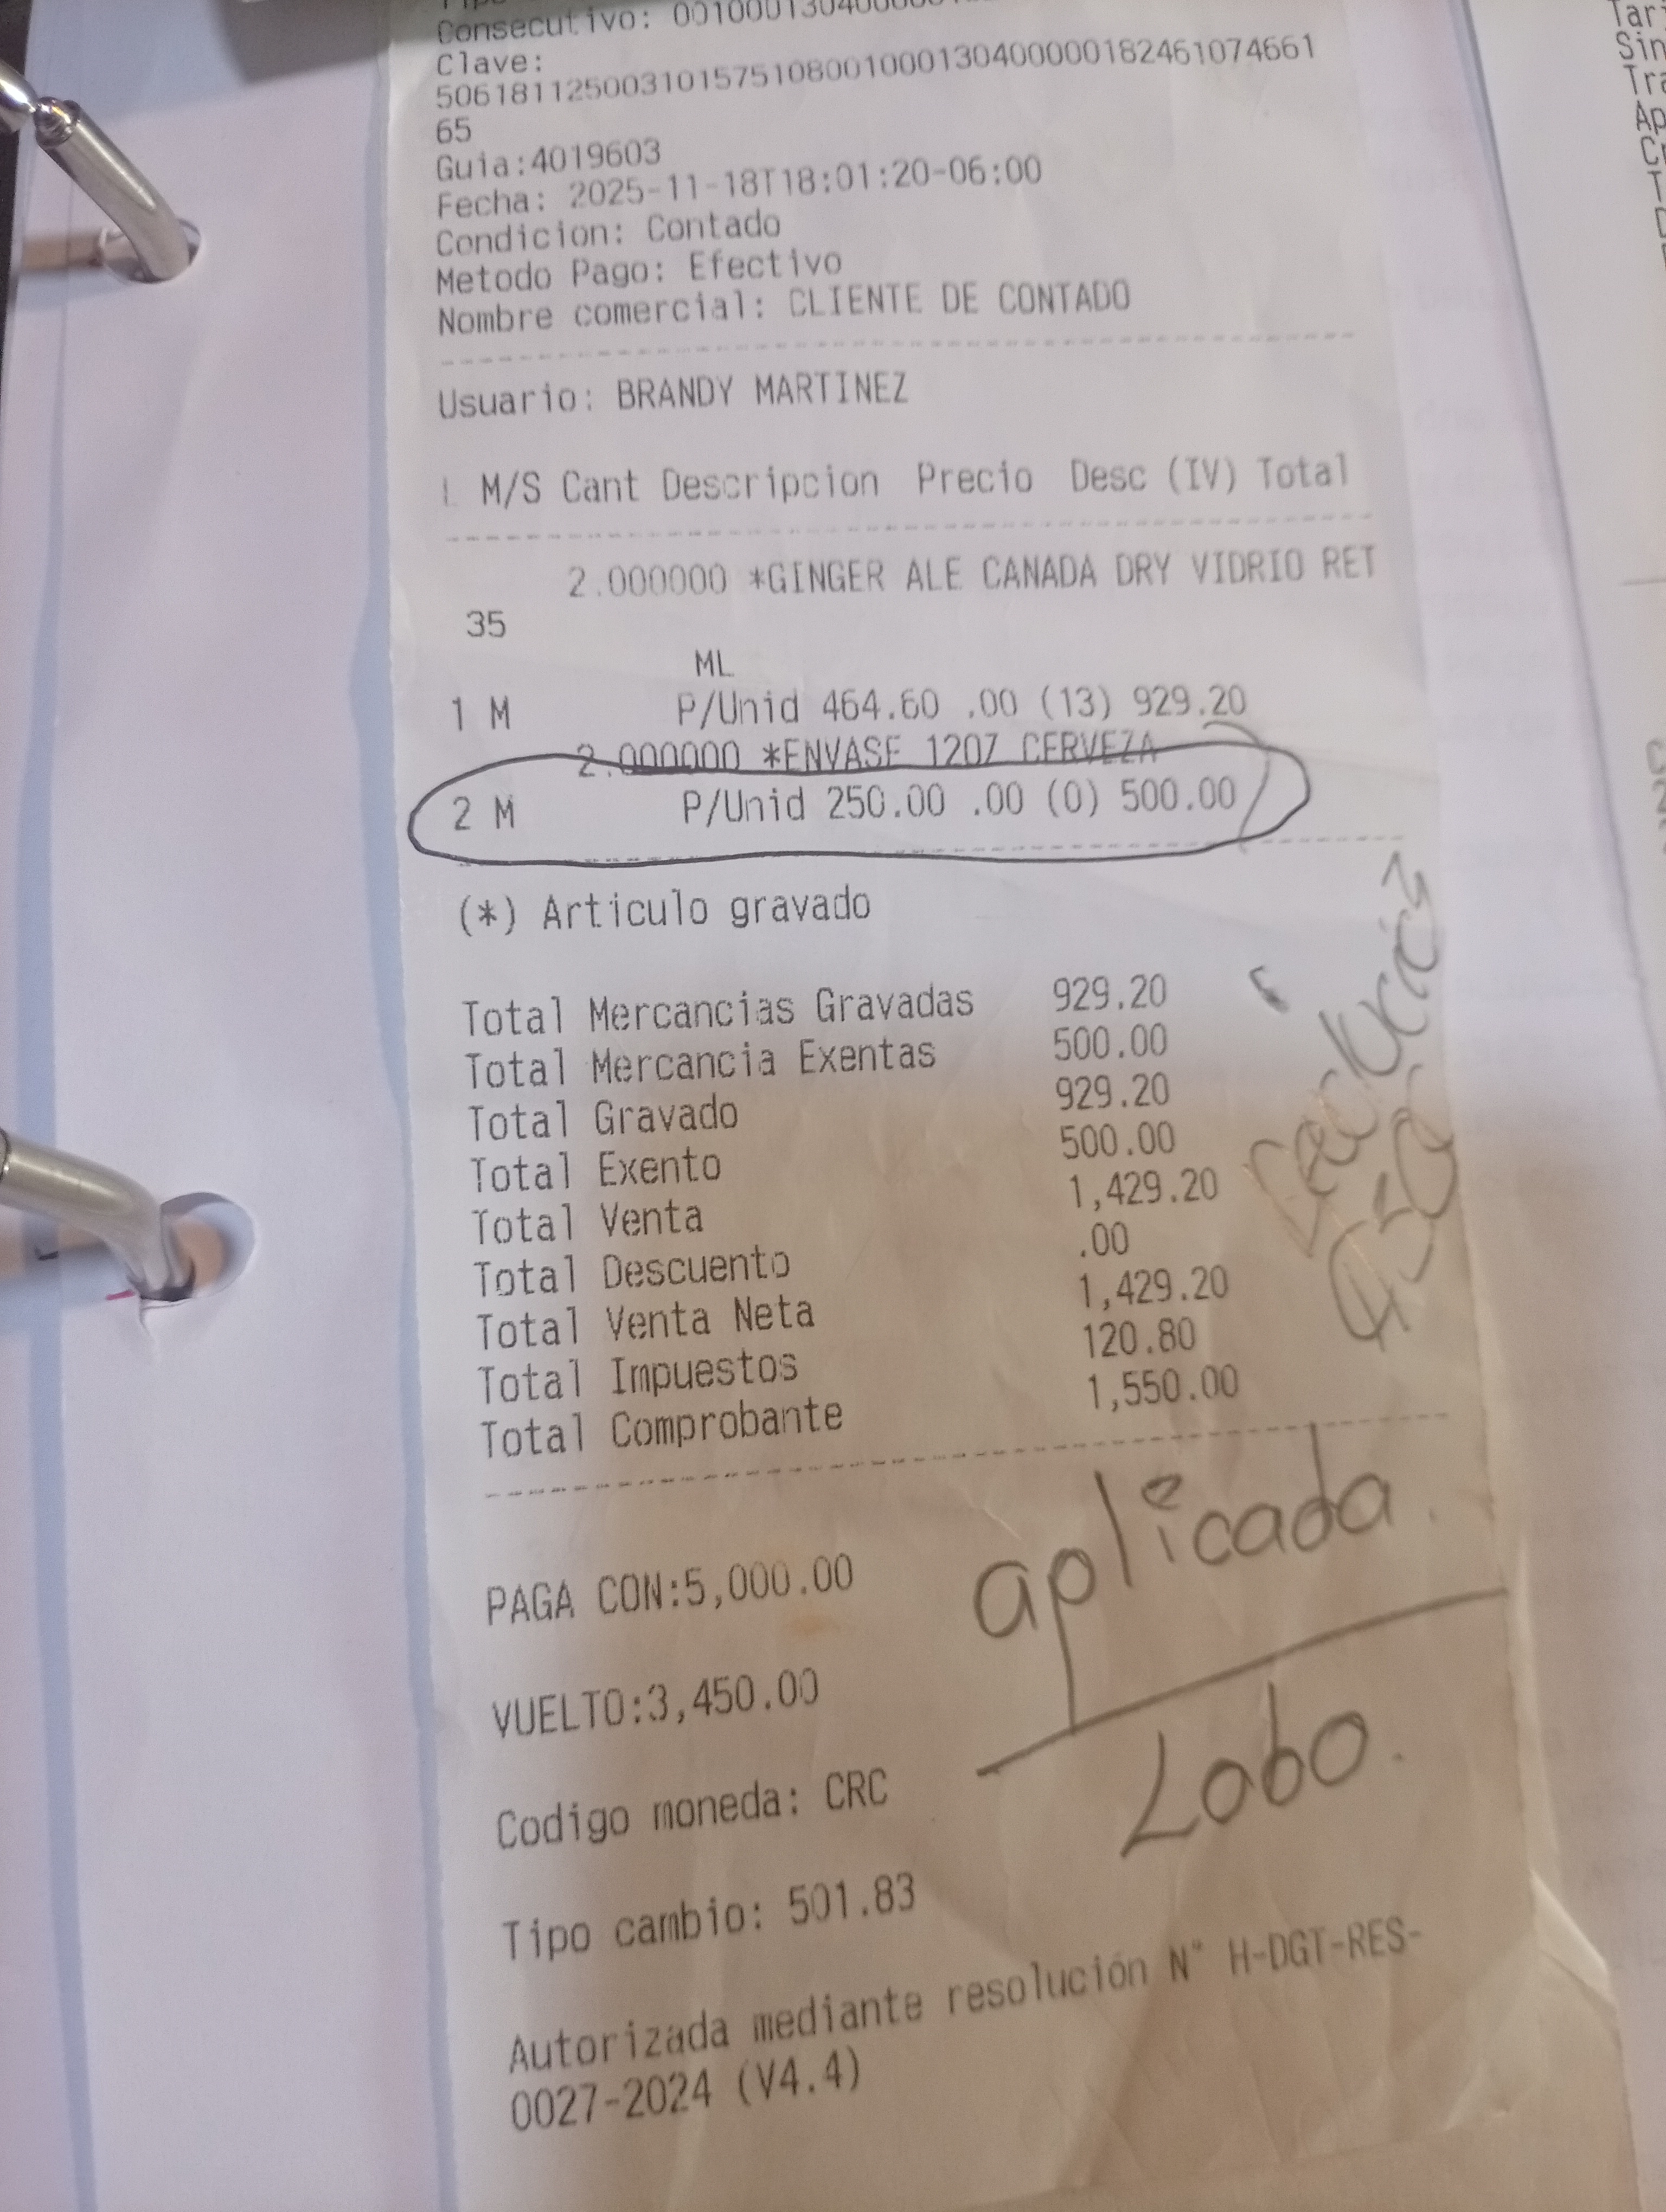 Consecutivo:
Clave:
50618112500310157510800100013040000182461074661
65
Guia:4019603
Fecha: 2025-11-18T18:01:20-06:00
Condicion: Contado
Metodo Pago: Efectivo
Nombre comercial: CLIENTE DE CONTADO
Usuario: BRANDY MARTINEZ
L M/S Cant Descripcion Precio Desc (IV) Total
2.000000 *GINGER ALE CANADA DRY VIDRIO RET
35
ML
1 M P/Unid 464.60 .00 (13) 929.20
2.000000 *ENVASE 12OZ CERVEZA
2 M P/Unid 250.00 .00 (0) 500.00
(*) Articulo gravado
Total Mercancias Gravadas 929.20
Total Mercancia Exentas 500.00
Total Gravado 929.20
Total Exento 500.00
Total Venta 1,429.20
Total Descuento .00
Total Venta Neta 1,429.20
Total Impuestos 120.80
Total Comprobante 1,550.00
PAGA CON:5,000.00
aplicada.
VUELTO:3,450.00
Lobo.
Codigo moneda: CRC
Tipo cambio: 501.83
Autorizada mediante resolución N° H-DGT-RES-
0027-2024 (V4.4)